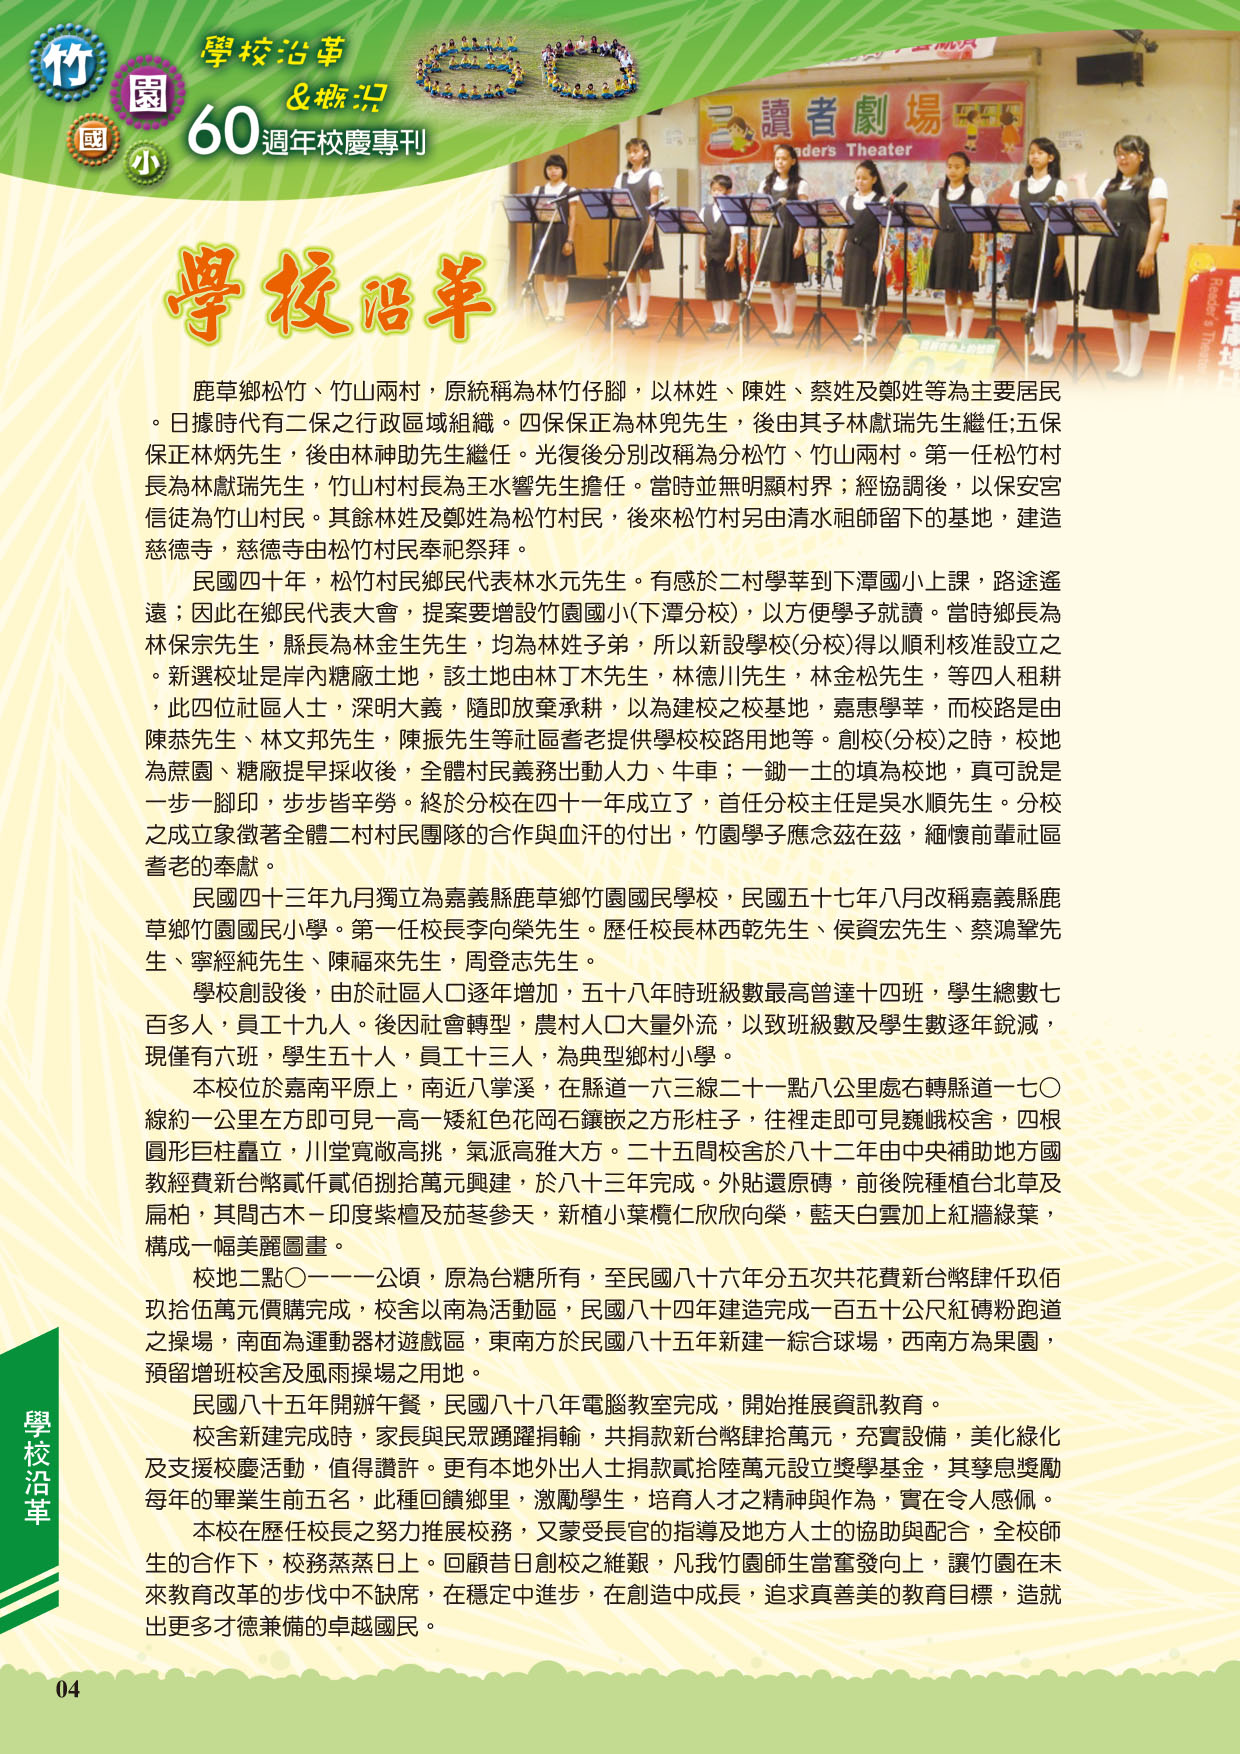 竹園國小
學校沿革
&概況
60週年校慶專刊
讀者劇場
aders Theater
Reader's Theater
學校沿革
鹿草鄉松竹、竹山兩村，原統稱為林竹仔腳，以林姓、陳姓、蔡姓及鄭姓等為主要居民
。日據時代有二保之行政區域組織。四保保正為林兜先生，後由其子林獻瑞先生繼任;五保
保正林炳先生，後由林神助先生繼任。光復後分別改稱為分松竹、竹山兩村。第一任松竹村
長為林獻瑞先生，竹山村村長為王水響先生擔任。當時並無明顯村界；經協調後，以保安宮
信徒為竹山村民。其餘林姓及鄭姓為松竹村民，後來松竹村另由清水祖師留下的基地，建造
慈德寺，慈德寺由松竹村民奉祀祭拜。
民國四十年，松竹村民鄉民代表林水元先生。有感於二村學莘到下潭國小上課，路途遙
遠；因此在鄉民代表大會，提案要增設竹園國小(下潭分校)，以方便學子就讀。當時鄉長為
林保宗先生，縣長為林金生先生，均為林姓子弟，所以新設學校(分校)得以順利核准設立之
。新選校址是岸內糖廠土地，該土地由林丁木先生，林德川先生，林金松先生，等四人租耕
，此四位社區人士，深明大義，隨即放棄承耕，以為建校之校基地，嘉惠學莘，而校路是由
陳恭先生、林文邦先生，陳振先生等社區耆老提供學校校路用地等。創校(分校)之時，校地
為蔗園、糖廠提早採收後，全體村民義務出動人力、牛車；一鋤一土的填為校地，真可說是
一步一腳印，步步皆辛勞。終於分校在四十一年成立了，首任分校主任是吳水順先生。分校
之成立象徵著全體二村村民團隊的合作與血汗的付出，竹園學子應念茲在茲，緬懷前輩社區
耆老的奉獻。
民國四十三年九月獨立為嘉義縣鹿草鄉竹園國民學校，民國五十七年八月改稱嘉義縣鹿
草鄉竹園國民小學。第一任校長李向榮先生。歷任校長林西乾先生、侯資宏先生、蔡鴻鞏先
生、寧經純先生、陳福來先生，周登志先生。
學校創設後，由於社區人口逐年增加，五十八年時班級數最高曾達十四班，學生總數七
百多人，員工十九人。後因社會轉型，農村人口大量外流，以致班級數及學生數逐年銳減，
現僅有六班，學生五十人，員工十三人，為典型鄉村小學。
本校位於嘉南平原上，南近八掌溪，在縣道一六三線二十一點八公里處右轉縣道一七〇
線約一公里左方即可見一高一矮紅色花岡石鑲嵌之方形柱子，往裡走即可見巍峨校舍，四根
圓形巨柱矗立，川堂寬敞高挑，氣派高雅大方。二十五間校舍於八十二年由中央補助地方國
教經費新台幣貳仟貳佰捌拾萬元興建，於八十三年完成。外貼還原磚，前後院種植台北草及
扁柏，其間古木－印度紫檀及茄苳參天，新植小葉欖仁欣欣向榮，藍天白雲加上紅牆綠葉，
構成一幅美麗圖畫。
校地二點〇一一一公頃，原為台糖所有，至民國八十六年分五次共花費新台幣肆仟玖佰
玖拾伍萬元價購完成，校舍以南為活動區，民國八十四年建造完成一百五十公尺紅磚粉跑道
之操場，南面為運動器材遊戲區，東南方於民國八十五年新建一綜合球場，西南方為果園，
預留增班校舍及風雨操場之用地。
民國八十五年開辦午餐，民國八十八年電腦教室完成，開始推展資訊教育。
校舍新建完成時，家長與民眾踴躍捐輸，共捐款新台幣肆拾萬元，充實設備，美化綠化
及支援校慶活動，值得讚許。更有本地外出人士捐款貳拾陸萬元設立獎學基金，其孳息獎勵
每年的畢業生前五名，此種回饋鄉里，激勵學生，培育人才之精神與作為，實在令人感佩。
本校在歷任校長之努力推展校務，又蒙受長官的指導及地方人士的協助與配合，全校師
生的合作下，校務蒸蒸日上。回顧昔日創校之維艱，凡我竹園師生當奮發向上，讓竹園在未
來教育改革的步伐中不缺席，在穩定中進步，在創造中成長，追求真善美的教育目標，造就
出更多才德兼備的卓越國民。
學校沿革
04